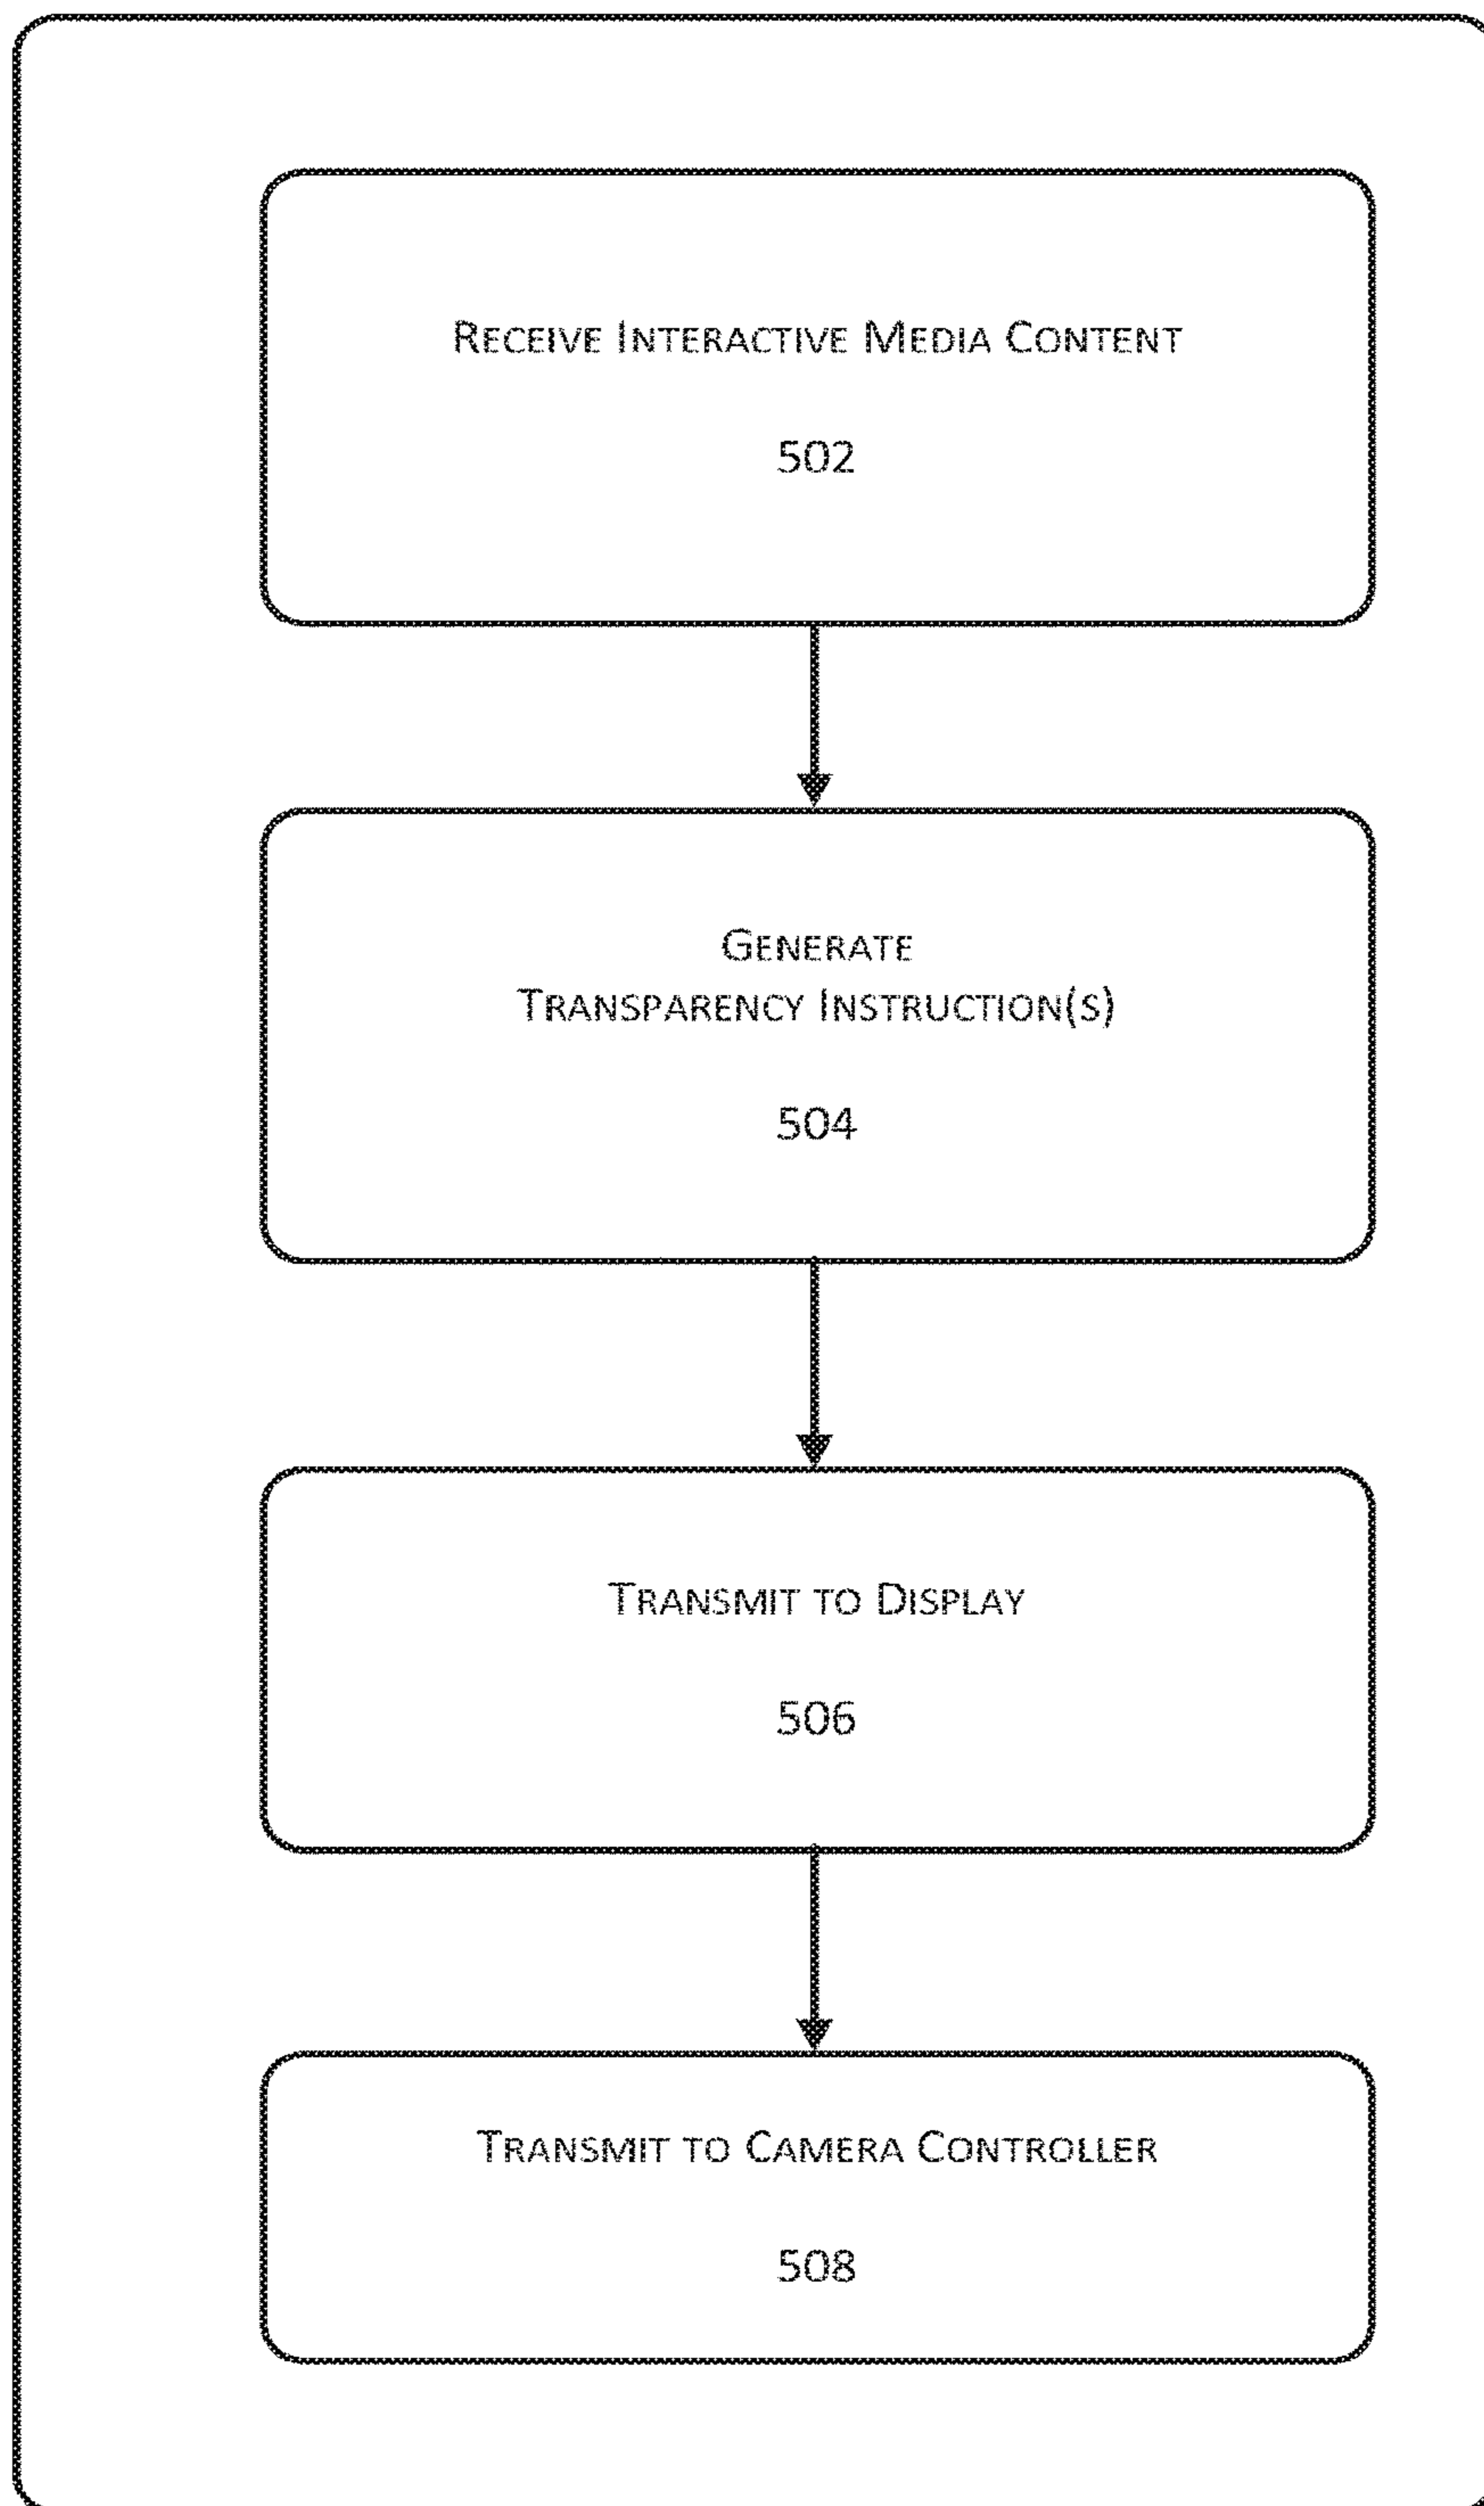 Receive Interactive Media Content
502
Generate
Transparency Instruction(s)
504
Transmit to Display
506
Transmit to Camera Controller
508